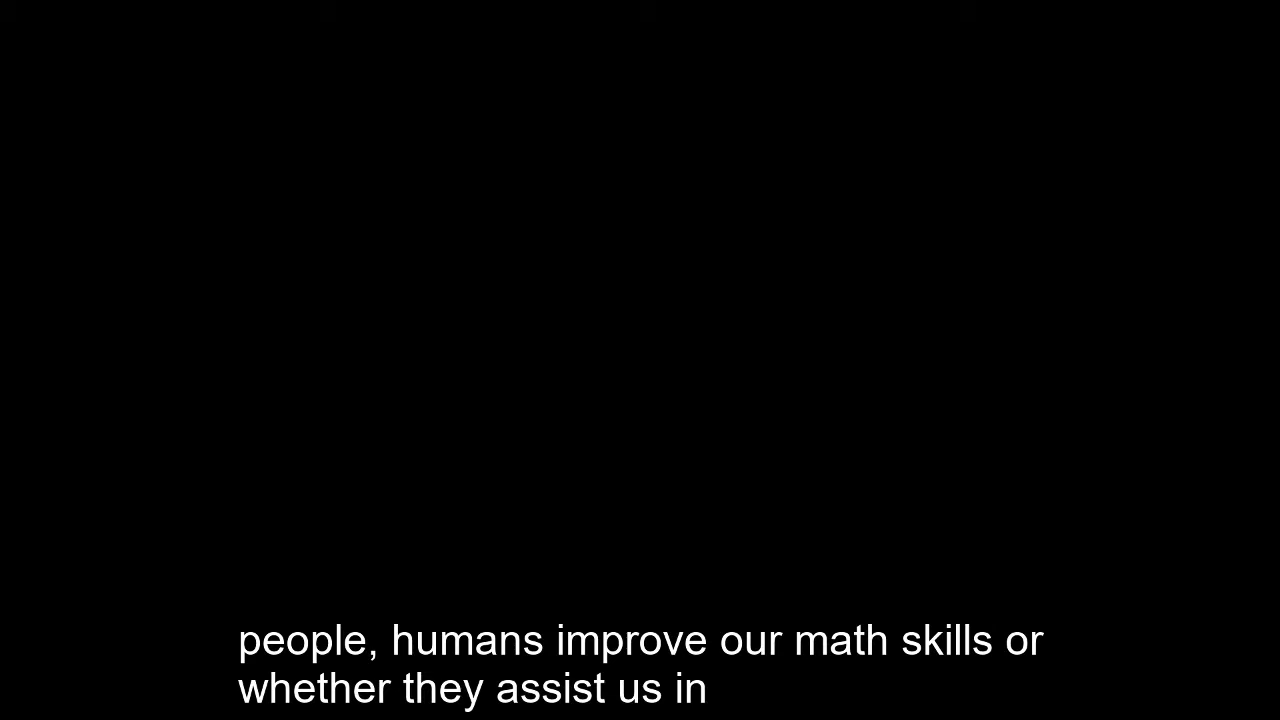 people, humans improve our math skills or
whether they assist us in